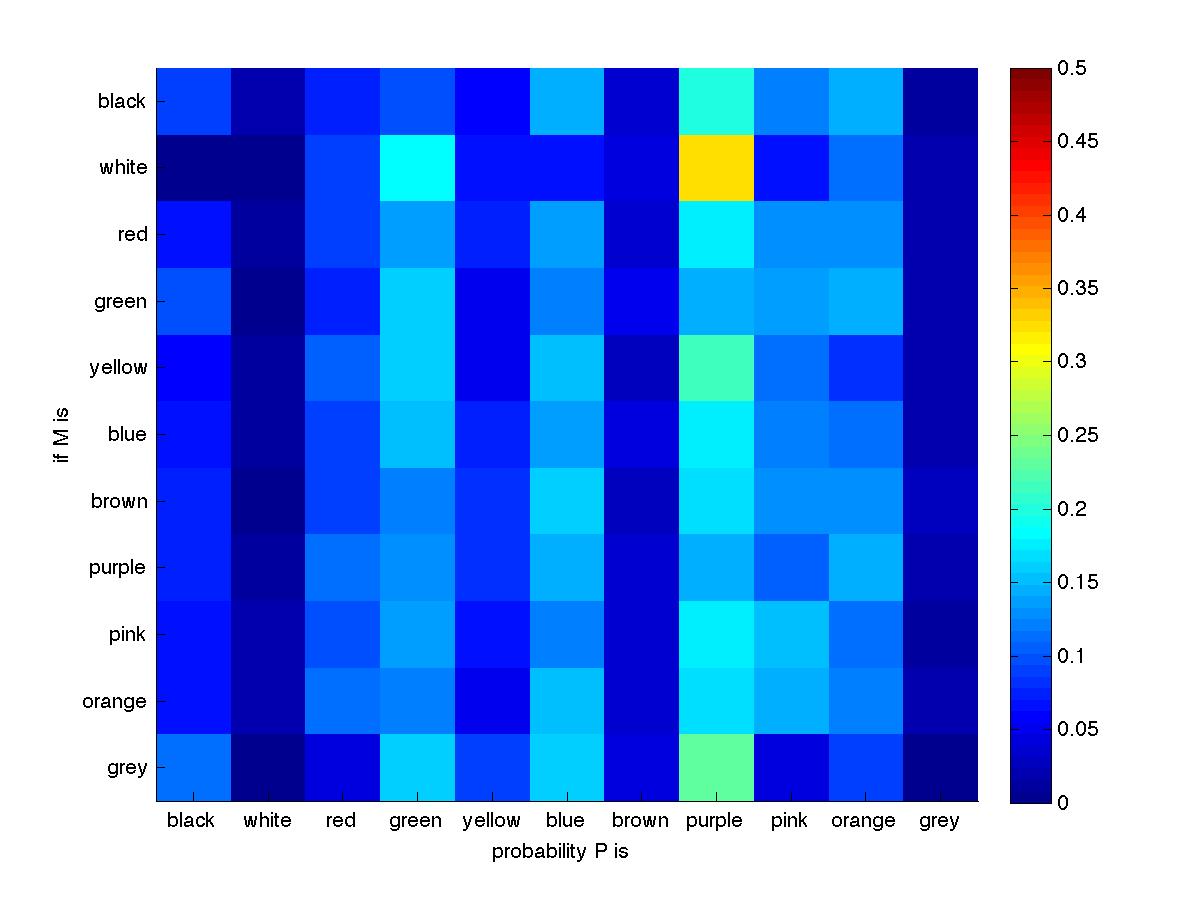 black
white
red
green
yellow
blue
brown
purple
pink
orange
grey
if M is
black white red green yellow blue brown purple pink orange grey
probability P is
0.5
0.45
0.4
0.35
0.3
0.25
0.2
0.15
0.1
0.05
0